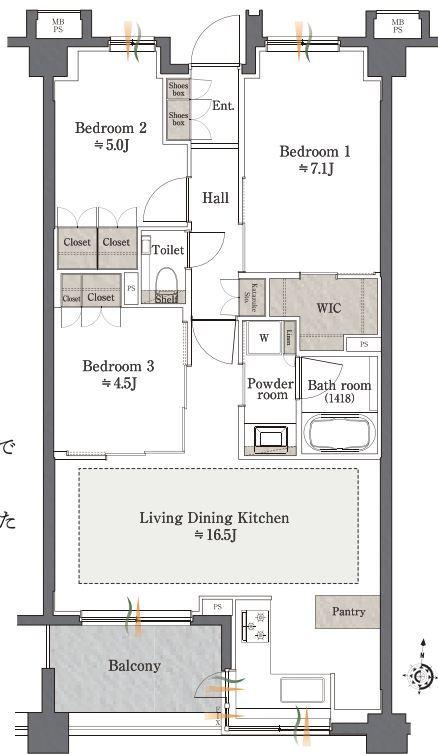 MB
PS
MB
PS
Shoes
box
Shoes
box
Ent.
Bedroom 2
≒5.0J
Bedroom 1
≒7.1J
Hall
Closet
Closet
Toilet
Shelf
Closet
Closet
PS
Katazuke
Sto.
WIC
PS
W
Linen
Bedroom 3
≒4.5J
Powder
room
Bath room
(1418)
で
た
Living Dining Kitchen
≒16.5J
PS
Pantry
Balcony
N